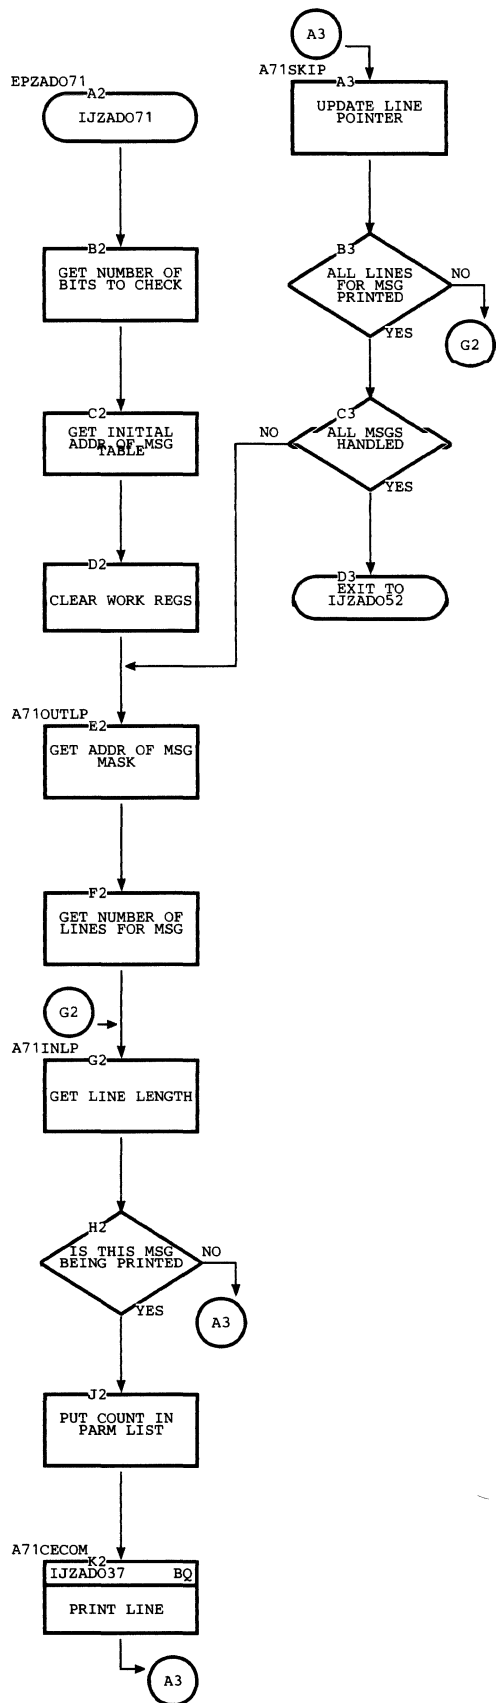 EPZADO71
A2
IJZADO71
B2
GET NUMBER OF
BITS TO CHECK
C2
GET INITIAL
ADDR OF MSG
TABLE
D2
CLEAR WORK REGS
A71OUTLP
E2
GET ADDR OF MSG
MASK
F2
GET NUMBER OF
LINES FOR MSG
G2
A71INLP
G2
GET LINE LENGTH
H2
IS THIS MSG
BEING PRINTED
NO
A3
YES
J2
PUT COUNT IN
PARM LIST
A71CECOM
K2
IJZADO37 BQ
PRINT LINE
A3
A3
A71SKIP
A3
UPDATE LINE
POINTER
B3
ALL LINES
FOR MSG
PRINTED
NO
G2
YES
C3
ALL MSGS
HANDLED
NO
YES
D3
EXIT TO
IJZADO52